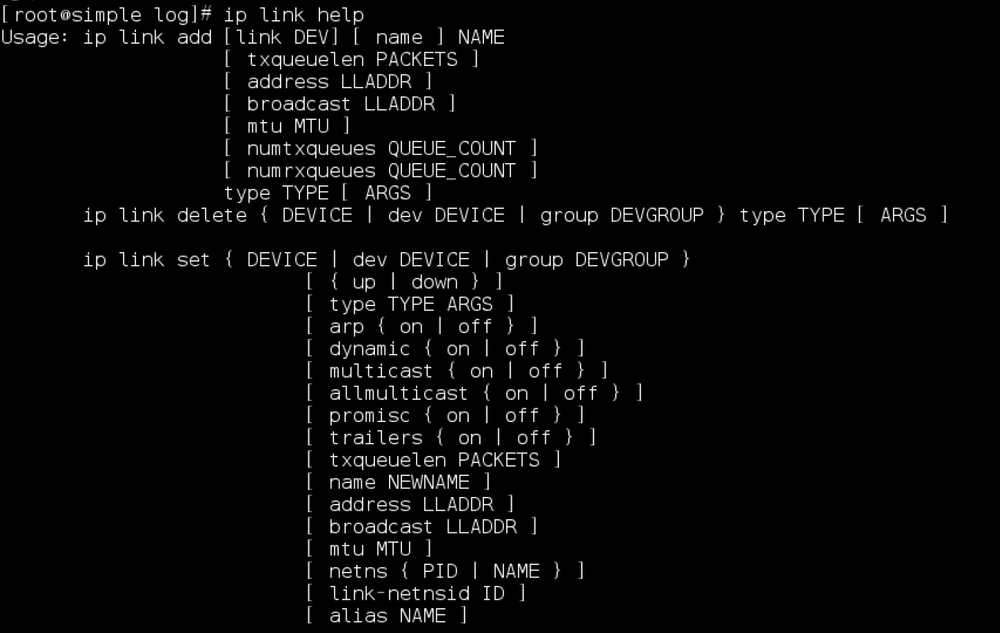 [root@simple log]# ip link help
Usage: ip link add [link DEV] [ name ] NAME
[ txqueuelen PACKETS ]
[ address LLADDR ]
[ broadcast LLADDR ]
[ mtu MTU ]
[ numtxqueues QUEUE_COUNT ]
[ numrxqueues QUEUE_COUNT ]
type TYPE [ ARGS ]
ip link delete { DEVICE | dev DEVICE | group DEVGROUP } type TYPE [ ARGS ]
ip link set { DEVICE | dev DEVICE | group DEVGROUP }
[ { up | down } ]
[ type TYPE ARGS ]
[ arp { on | off } ]
[ dynamic { on | off } ]
[ multicast { on | off } ]
[ allmulticast { on | off } ]
[ promisc { on | off } ]
[ trailers { on | off } ]
[ txqueuelen PACKETS ]
[ name NEWNAME ]
[ address LLADDR ]
[ broadcast LLADDR ]
[ mtu MTU ]
[ netns { PID | NAME } ]
[ link-netnsid ID ]
[ alias NAME ]